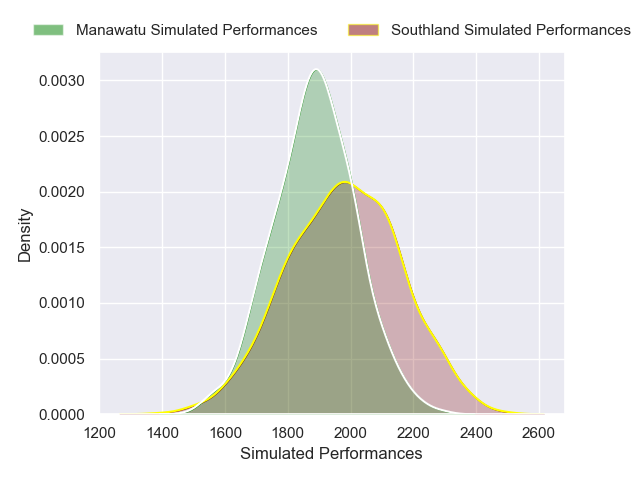 Manawatu Simulated Performances
Southland Simulated Performances
0.0030
0.0025
0.0020
0.0015
0.0010
0.0005
0.0000
Density
1200 1400 1600 1800 2000 2200 2400 2600
Simulated Performances